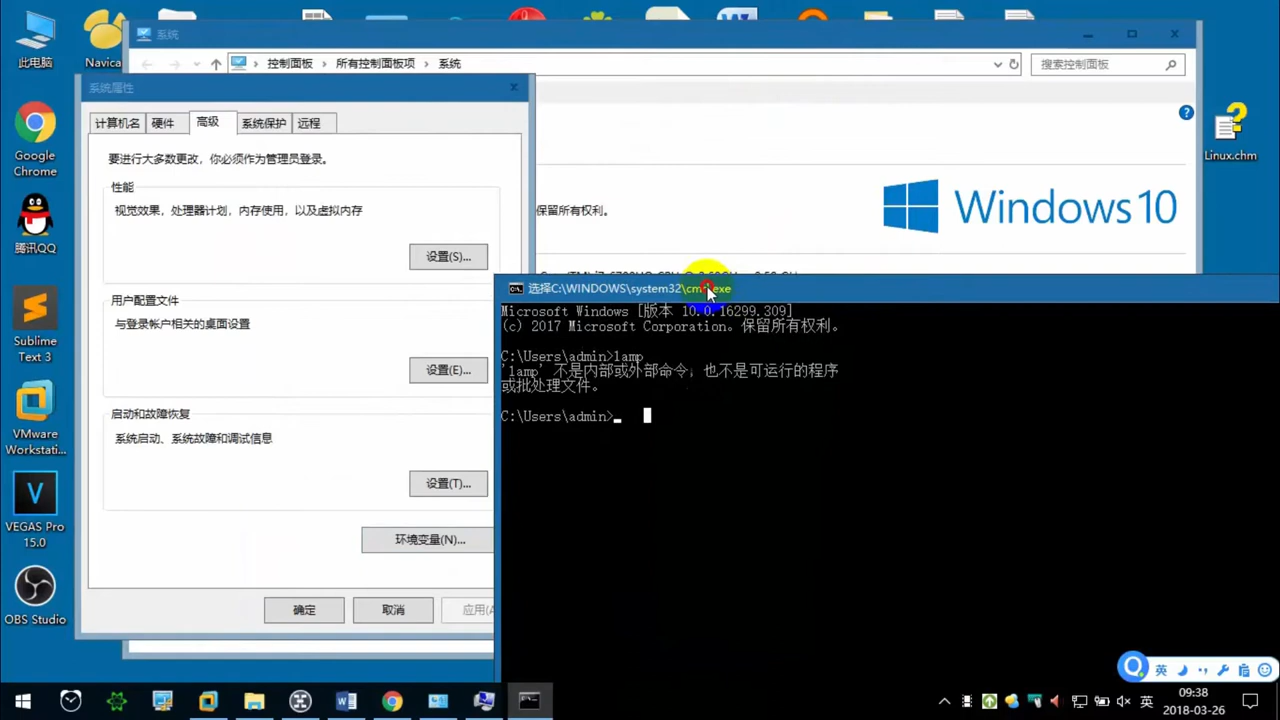 此电脑
Navica
Google
Chrome
腾讯QQ
Sublime
Text 3
VMware
Workstati...
VEGAS Pro
15.0
OBS Studio
Linux.chm
系统
控制面板 › 所有控制面板项 › 系统
搜索控制面板
保留所有权利。
Windows 10
系统属性
计算机名 硬件 高级 系统保护 远程
要进行大多数更改，你必须作为管理员登录。
性能
视觉效果，处理器计划，内存使用，以及虚拟内存
设置(S)...
用户配置文件
与登录帐户相关的桌面设置
设置(E)...
启动和故障恢复
系统启动、系统故障和调试信息
设置(T)...
环境变量(N)...
确定 取消 应用(
选择C:\WINDOWS\system32\cmd.exe
Microsoft Windows [版本 10.0.16299.309]
(c) 2017 Microsoft Corporation。保留所有权利。
C:\Users\admin>lamp
'lamp' 不是内部或外部命令，也不是可运行的程序
或批处理文件。
C:\Users\admin>_
英
英
09:38
2018-03-26